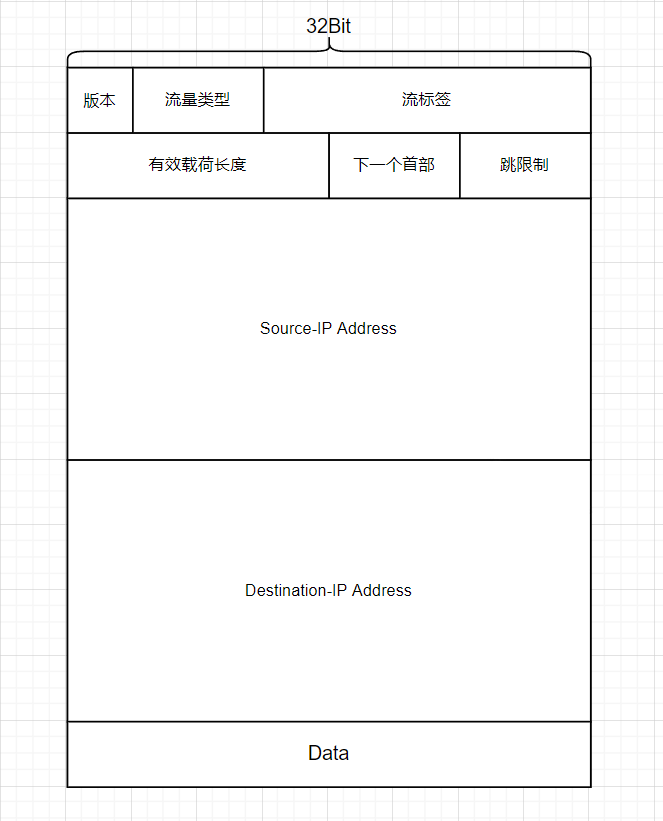 32Bit
版本 流量类型 流标签
有效载荷长度 下一个首部 跳限制
Source-IP Address
Destination-IP Address
Data